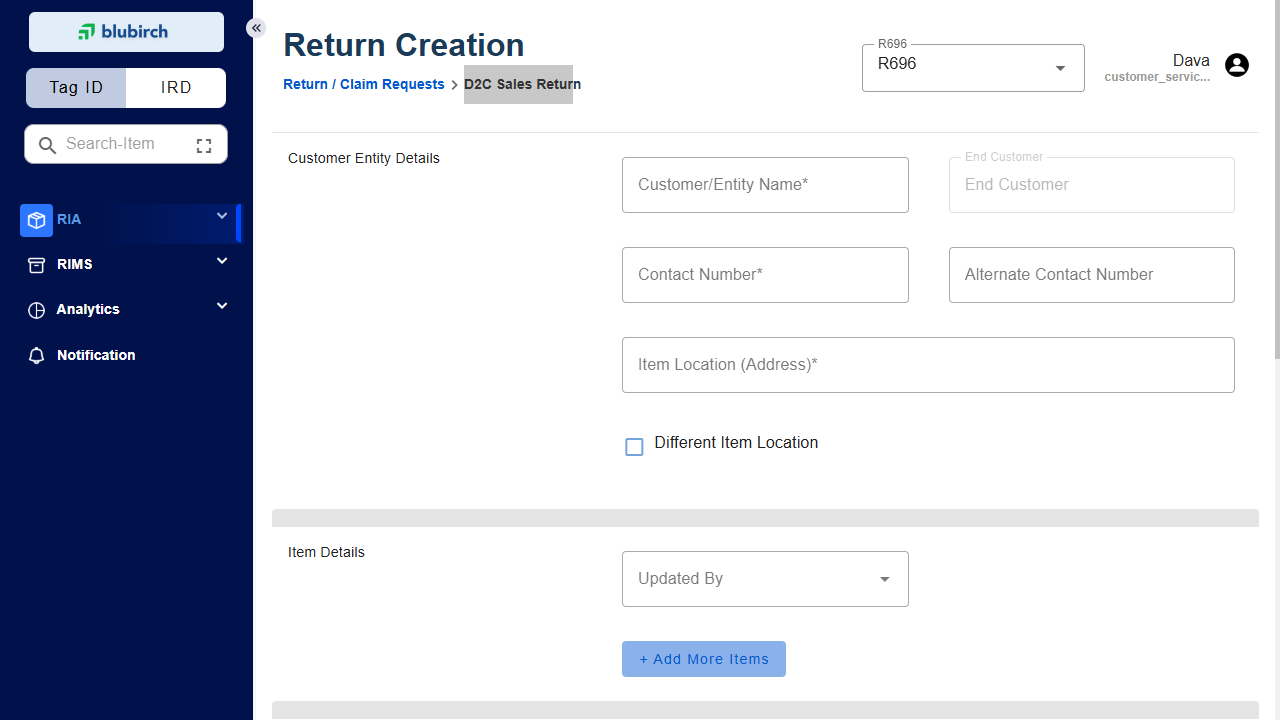 blubirch
Tag ID
IRD
Search-Item
RIA
RIMS
Analytics
Notification
Return Creation
Return / Claim Requests
D2C Sales Return
R696
R696
Dava
customer_servic...
Customer Entity Details
Customer/Entity Name*
End Customer
End Customer
Contact Number*
Alternate Contact Number
Item Location (Address)*
Different Item Location
Item Details
Updated By
+ Add More Items